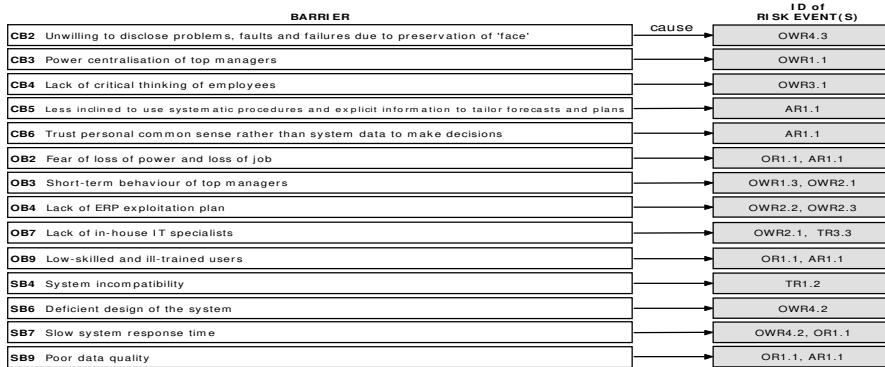 BARRIER
ID of
RISK EVENT(S)
cause
CB2 Unwilling to disclose problems, faults and failures due to preservation of 'face' OWR4.3
CB3 Power centralisation of top managers OWR1.1
CB4 Lack of critical thinking of employees OWR3.1
CB5 Less inclined to use systematic procedures and explicit information to tailor forecasts and plans AR1.1
CB6 Trust personal common sense rather than system data to make decisions AR1.1
OB2 Fear of loss of power and loss of job OR1.1, AR1.1
OB3 Short-term behaviour of top managers OWR1.3, OWR2.1
OB4 Lack of ERP exploitation plan OWR2.2, OWR2.3
OB7 Lack of in-house IT specialists OWR2.1, TR3.3
OB9 Low-skilled and ill-trained users OR1.1, AR1.1
SB4 System incompatibility TR1.2
SB6 Deficient design of the system OWR4.2
SB7 Slow system response time OWR4.2, OR1.1
SB9 Poor data quality OR1.1, AR1.1